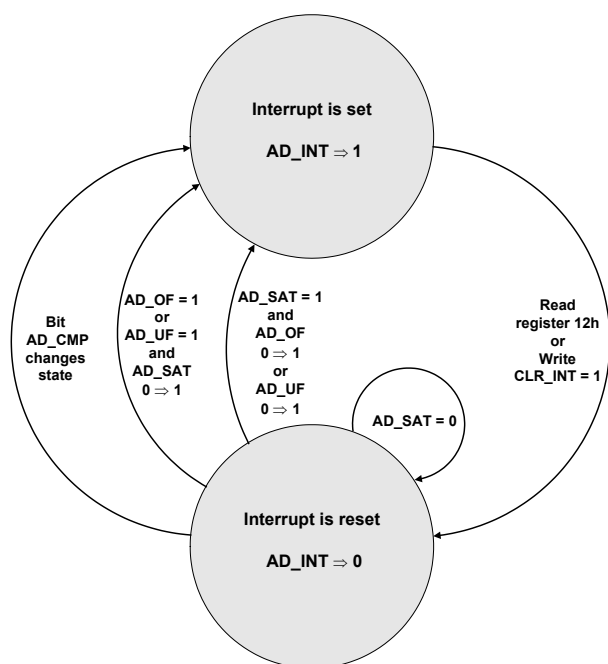 Interrupt is set
AD_INT ⇒ 1
Bit
AD_CMP
changes
state
AD_OF = 1
or
AD_UF = 1
and
AD_SAT
0 ⇒ 1
AD_SAT = 1
and
AD_OF
0 ⇒ 1
or
AD_UF
0 ⇒ 1
Read
register 12h
or
Write
CLR_INT = 1
AD_SAT = 0
Interrupt is reset
AD_INT ⇒ 0